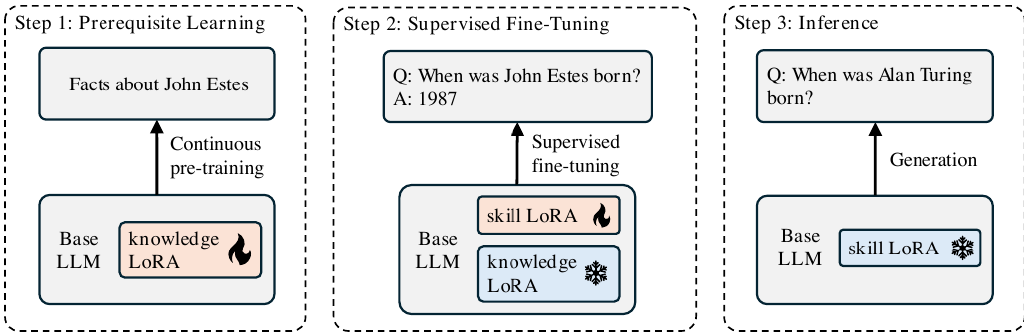 Step 1: Prerequisite Learning
Facts about John Estes
Continuous
pre-training
Base
LLM
knowledge
LoRA
Step 2: Supervised Fine-Tuning
Q: When was John Estes born?
A: 1987
Supervised
fine-tuning
Base
LLM
skill LoRA
knowledge
LoRA
Step 3: Inference
Q: When was Alan Turing
born?
Generation
Base
LLM
skill LoRA